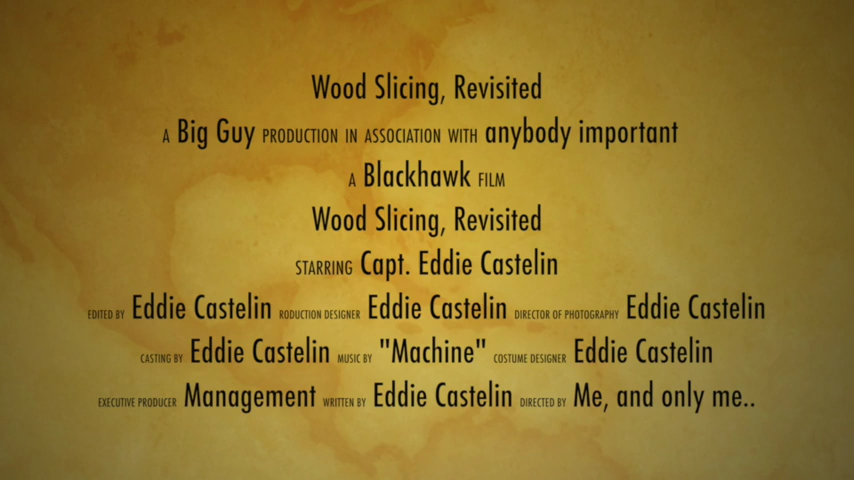 Wood Slicing, Revisited
A Big Guy PRODUCTION IN ASSOCIATION WITH anybody important
A Blackhawk FILM
Wood Slicing, Revisited
STARRING Capt. Eddie Castelin
EDITED BY Eddie Castelin RODUCTION DESIGNER Eddie Castelin DIRECTOR OF PHOTOGRAPHY Eddie Castelin
CASTING BY Eddie Castelin MUSIC BY "Machine" COSTUME DESIGNER Eddie Castelin
EXECUTIVE PRODUCER Management WRITTEN BY Eddie Castelin DIRECTED BY Me, and only me..